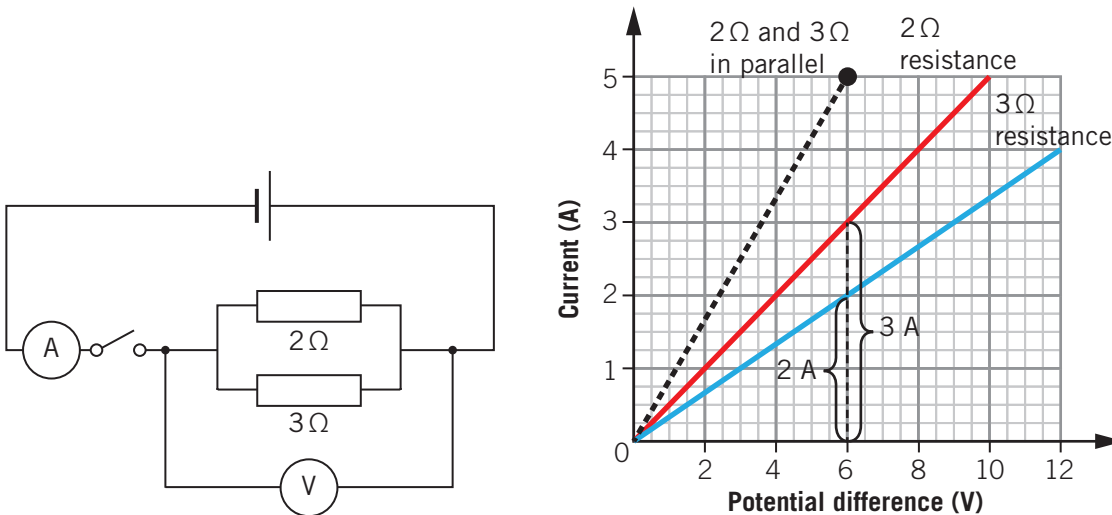 A
2Ω
3Ω
V
2Ω and 3Ω
in parallel
2Ω
resistance
3Ω
resistance
Current (A)
5
4
3
2
1
0
3 A
2 A
2 4 6 8 10 12
Potential difference (V)